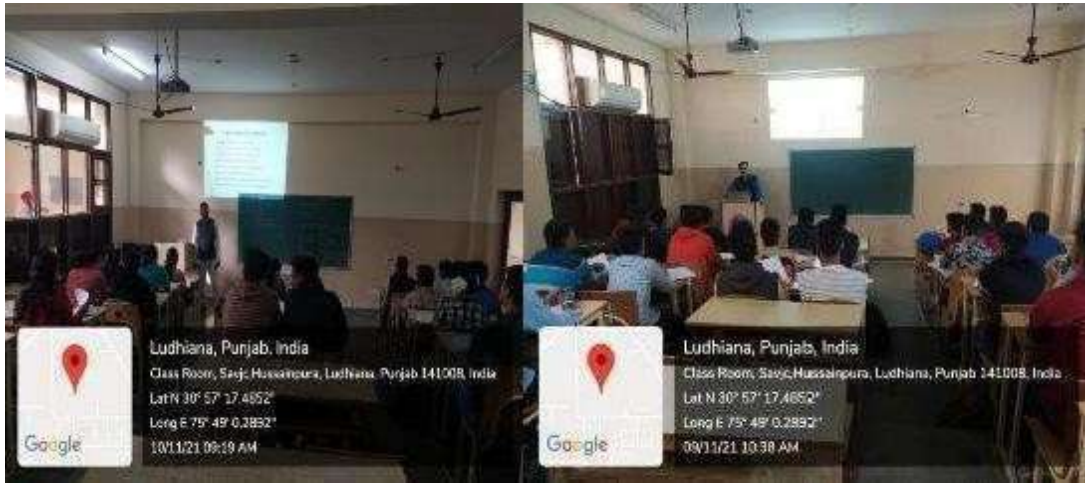 Ludhiana, Punjab, India
Class Room, Savjc, Hussainpura, Ludhiana, Punjab 141008, India
Lat N 30° 57' 17.4652"
Long E 75° 49' 0.2892"
10/11/21 09:19 AM
Google
Ludhiana, Punjab, India
Class Room, Savjc, Hussainpura, Ludhiana, Punjab 141008, India
Lat N 30° 57' 17.4652"
Long E 75° 49' 0.2892"
09/11/21 10:38 AM
Google